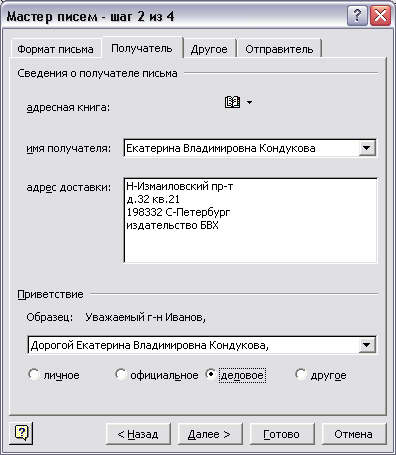 Мастер писем - шаг 2 из 4
Формат письма Получатель Другое Отправитель
Сведения о получателе письма
адресная книга:
имя получателя: Екатерина Владимировна Кондукова
адрес доставки: Н-Измаиловский пр-т
д.32 кв.21
198332 С-Петербург
издательство БХВ
Приветствие
Образец: Уважаемый г-н Иванов,
Дорогой Екатерина Владимировна Кондукова,
личное официальное деловое другое
< Назад Далее > Готово Отмена